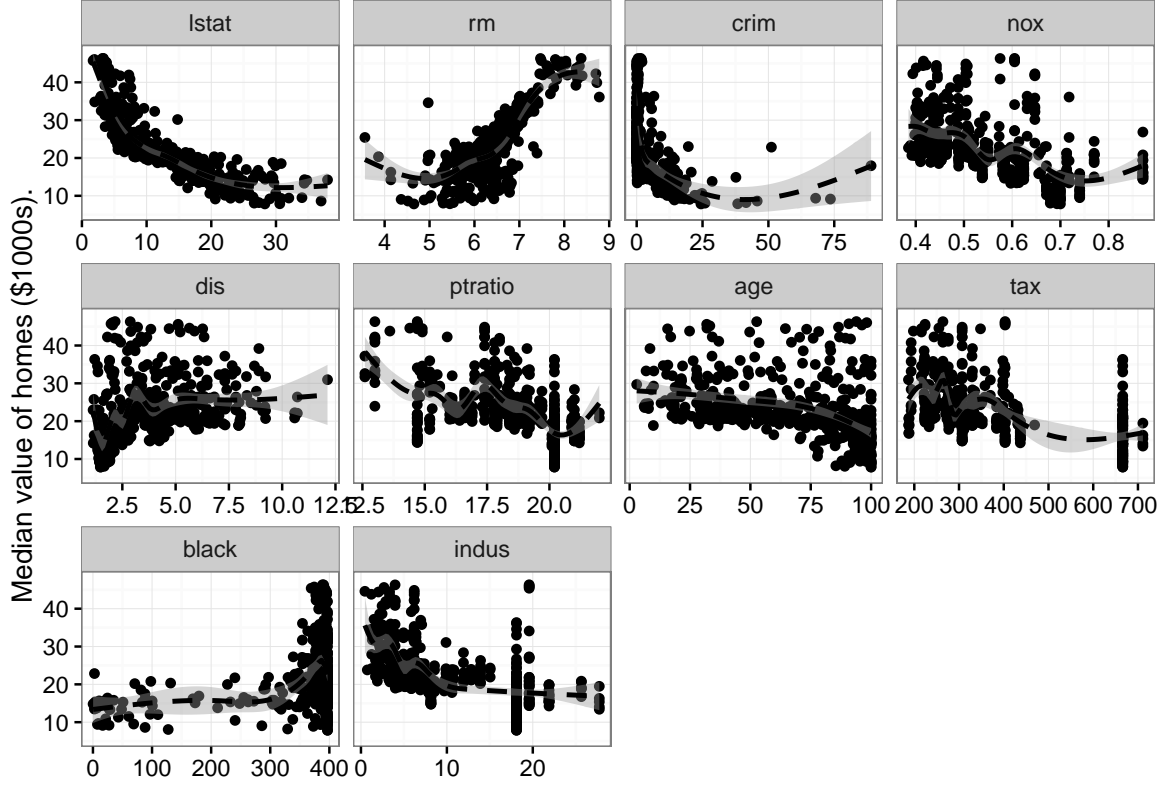 Median value of homes ($1000s).
lstat rm crim nox
40
30
20
10
0 10 20 30 4 5 6 7 8 9 0 25 50 75 0.4 0.5 0.6 0.7 0.8
dis ptratio age tax
40
30
20
10
2.5 5.0 7.5 10.0 12.5 12.5 15.0 17.5 20.0 0 25 50 75 100 200 300 400 500 600 700
black indus
40
30
20
10
0 100 200 300 400 0 10 20